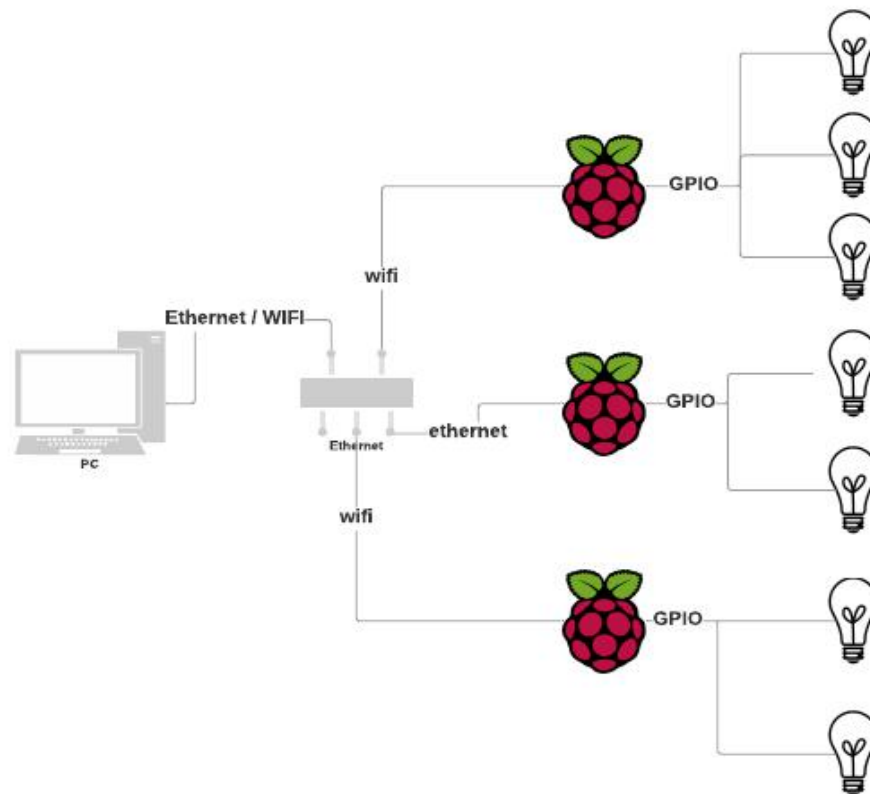 GPIO
wifi
Ethernet / WIFI
GPIO
ethernet
Ethernet
PC
wifi
GPIO